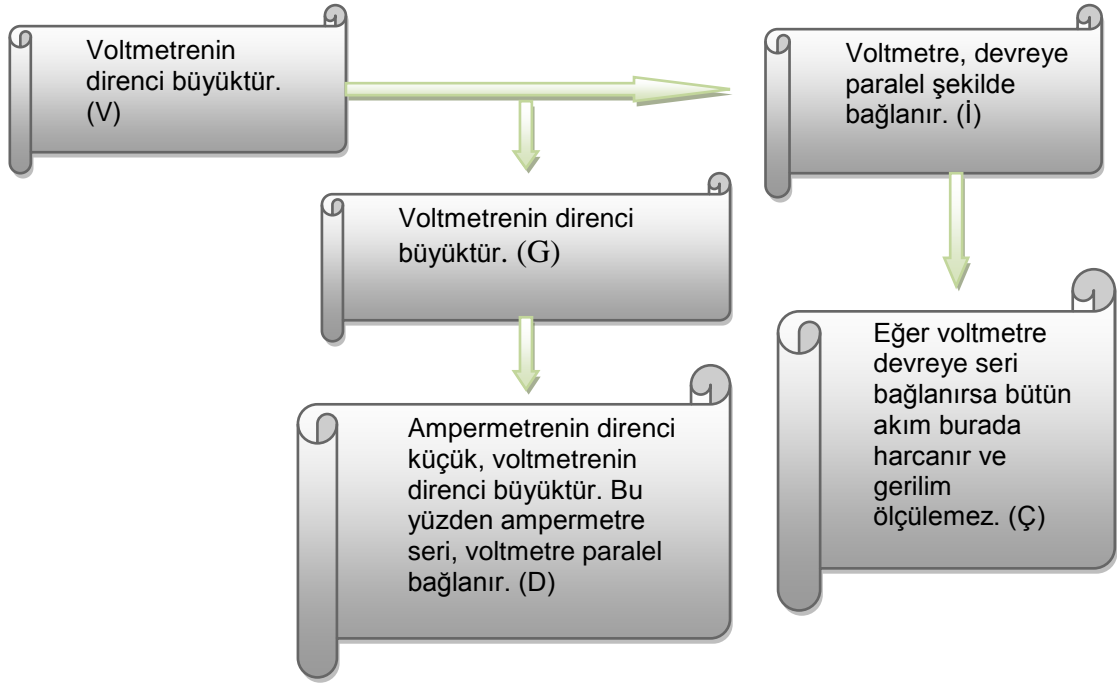 Voltmetrenin
direnci büyüktür.
(V)
Voltmetre, devreye
paralel şekilde
bağlanır. (İ)
Voltmetrenin direnci
büyüktür. (G)
Eğer voltmetre
devreye seri
bağlanırsa bütün
akım burada
harcanır ve
gerilim
ölçülemez. (Ç)
Ampermetrenin direnci
küçük, voltmetrenin
direnci büyüktür. Bu
yüzden ampermetre
seri, voltmetre paralel
bağlanır. (D)